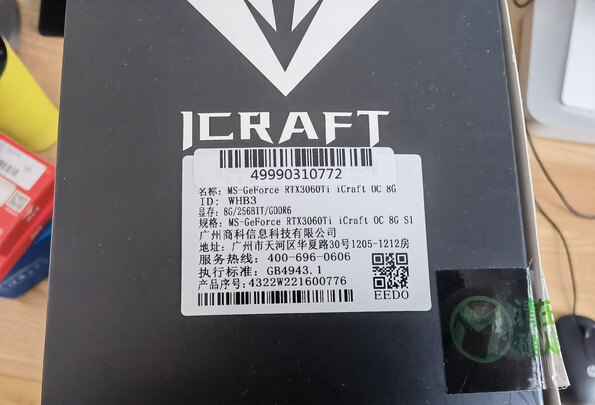 ICRAFT
49990310772
名称: MS-GeForce RTX3060Ti iCraft OC 8G
ID: WHB3
显存: 8G/256BIT/GDDR6
规格: MS-GeForce RTX3060Ti iCraft OC 8G S1
广州商科信息科技有限公司
地址: 广州市天河区华夏路30号1205-1212房
服务热线: 400-696-0606
执行标准: GB4943.1
产品序号:4322W221600776
EEDO